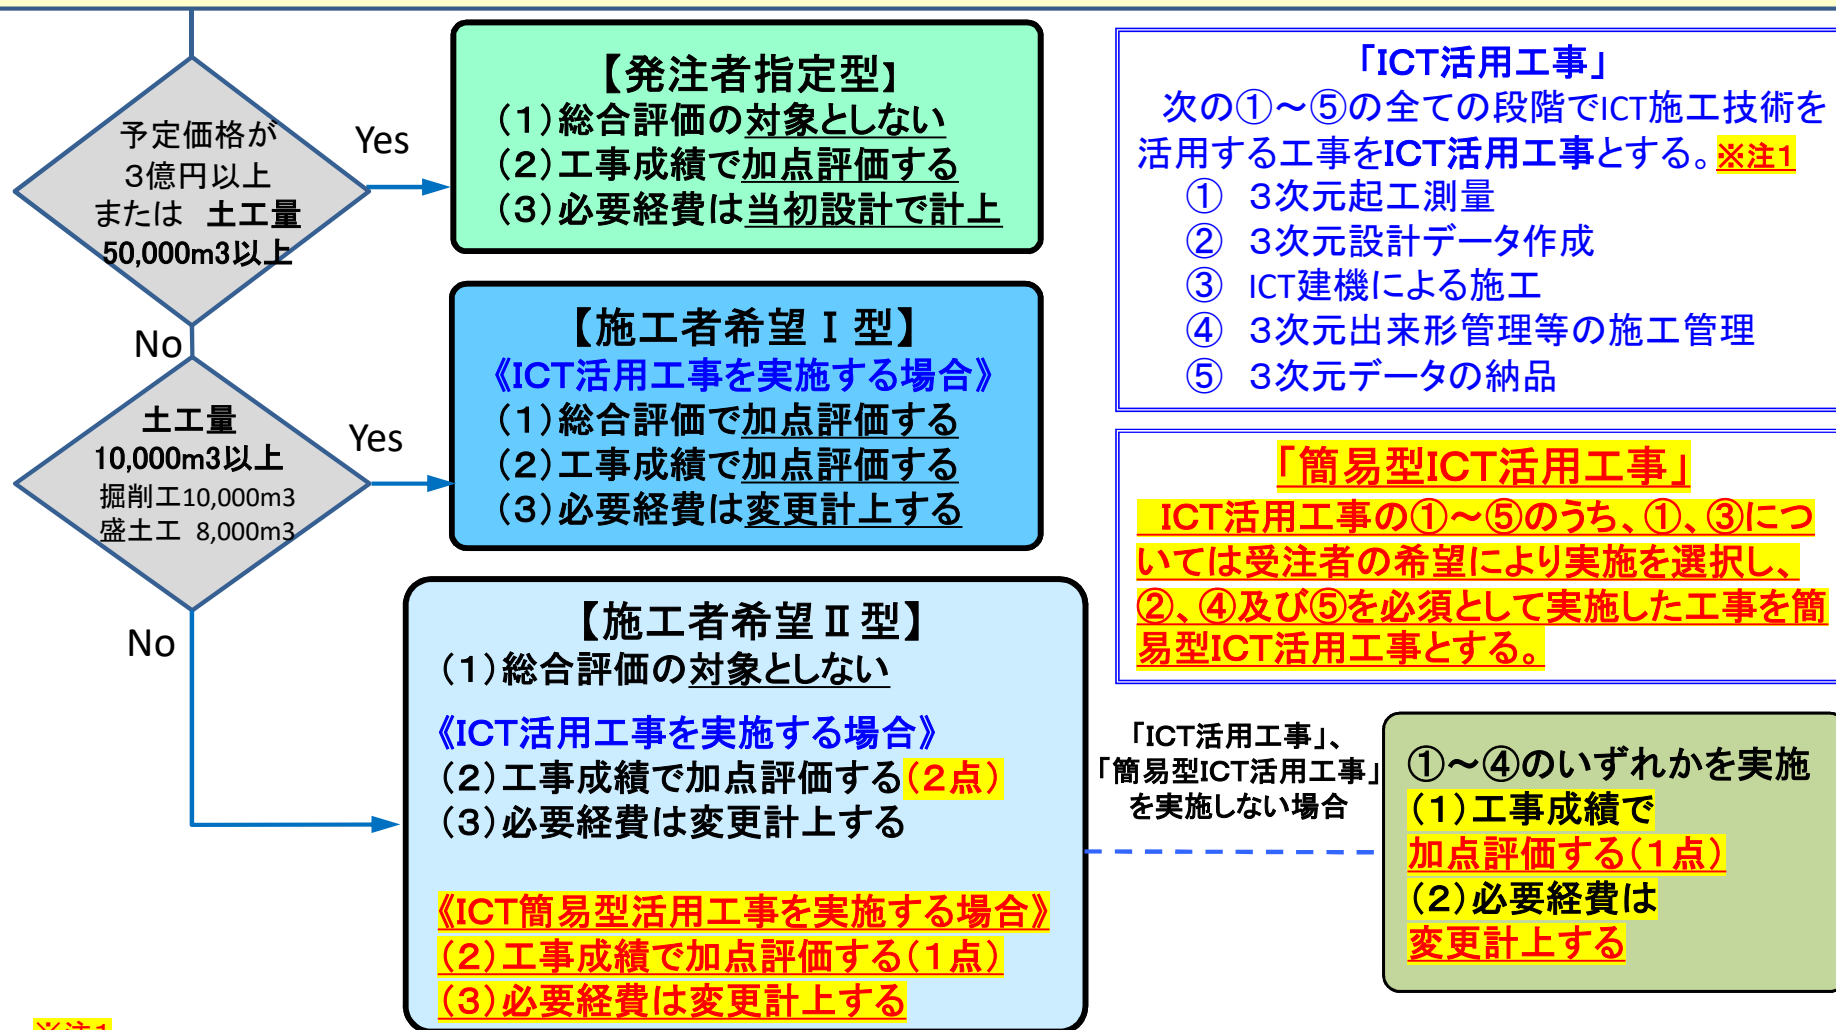 予定価格が
3億円以上
または 土工量
50,000m3以上
Yes
No
【発注者指定型】
(1)総合評価の対象としない
(2)工事成績で加点評価する
(3)必要経費は当初設計で計上
土工量
10,000m3以上
掘削工10,000m3
盛土工 8,000m3
Yes
No
【施工者希望Ⅰ型】
《ICT活用工事を実施する場合》
(1)総合評価で加点評価する
(2)工事成績で加点評価する
(3)必要経費は変更計上する
【施工者希望Ⅱ型】
(1)総合評価の対象としない
《ICT活用工事を実施する場合》
(2)工事成績で加点評価する(2点)
(3)必要経費は変更計上する
《ICT簡易型活用工事を実施する場合》
(2)工事成績で加点評価する(1点)
(3)必要経費は変更計上する
「ICT活用工事」
次の①～⑤の全ての段階でICT施工技術を
活用する工事をICT活用工事とする。※注1
① 3次元起工測量
② 3次元設計データ作成
③ ICT建機による施工
④ 3次元出来形管理等の施工管理
⑤ 3次元データの納品
「簡易型ICT活用工事」
ICT活用工事の①～⑤のうち、①、③につ
いては受注者の希望により実施を選択し、
②、④及び⑤を必須として実施した工事を簡
易型ICT活用工事とする。
「ICT活用工事」、
「簡易型ICT活用工事」
を実施しない場合
①～④のいずれかを実施
(1)工事成績で
加点評価する(1点)
(2)必要経費は
変更計上する
※注1